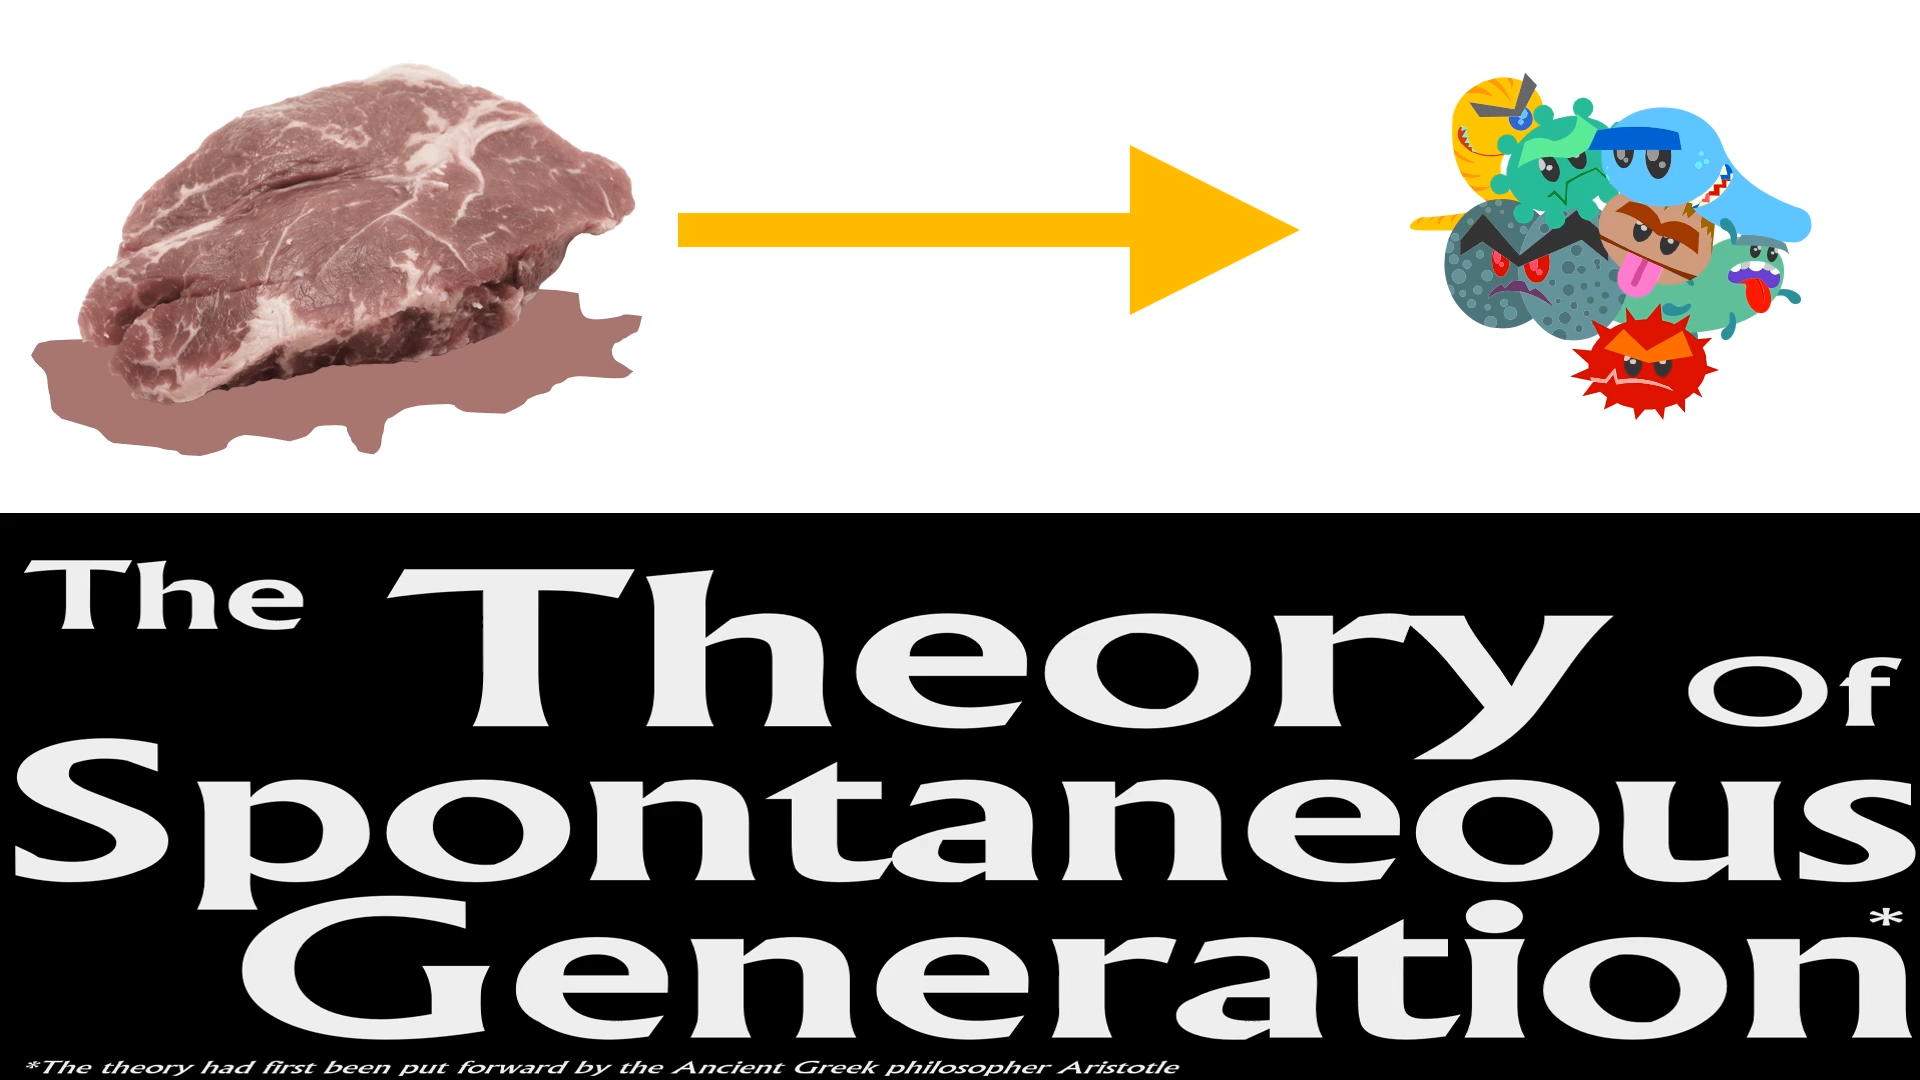 The Theory Of
Spontaneous
Generation*
*The theory had first been put forward by the Ancient Greek philosopher Aristotle